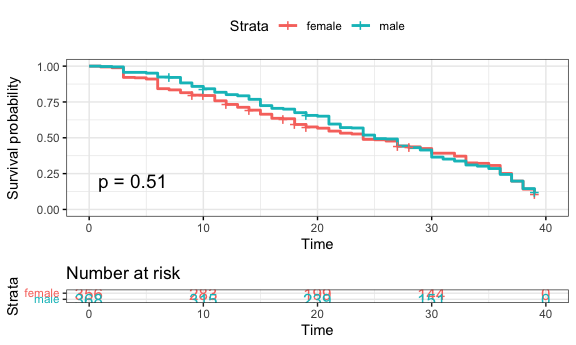 Strata female male
Survival probability
1.00
0.75
0.50
0.25
0.00
p = 0.51
0 10 20 30 40
Time
Number at risk
Strata
female
male
0 10 20 30 40
Time